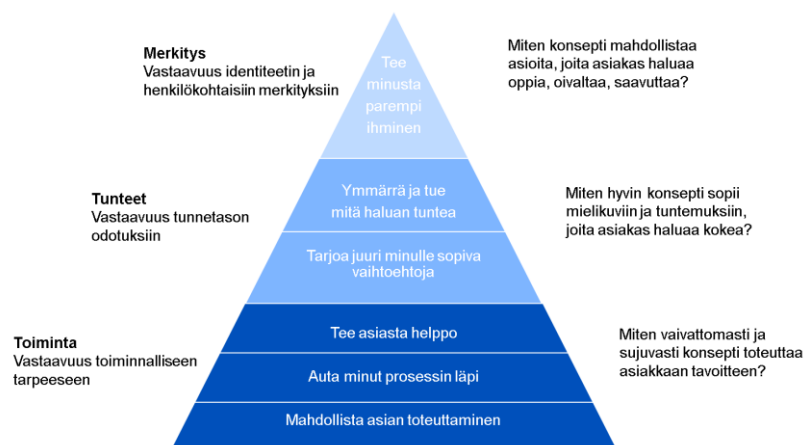 Merkitys
Vastaavuus identiteetin ja
henkilökohtaisiin merkityksiin
Tee
minusta
parempi
ihminen
Miten konsepti mahdollistaa
asioita, joita asiakas haluaa
oppia, oivaltaa, saavuttaa?
Tunteet
Vastaavuus tunnetason
odotuksiin
Ymmärrä ja tue
mitä haluan tuntea
Tarjoa juuri minulle sopiva
vaihtoehtoja
Miten hyvin konsepti sopii
mielikuviin ja tuntemuksiin,
joita asiakas haluaa kokea?
Toiminta
Vastaavuus toiminnalliseen
tarpeeseen
Tee asiasta helppo
Auta minut prosessin läpi
Mahdollista asian toteuttaminen
Miten vaivattomasti ja
sujuvasti konsepti toteuttaa
asiakkaan tavoitteen?